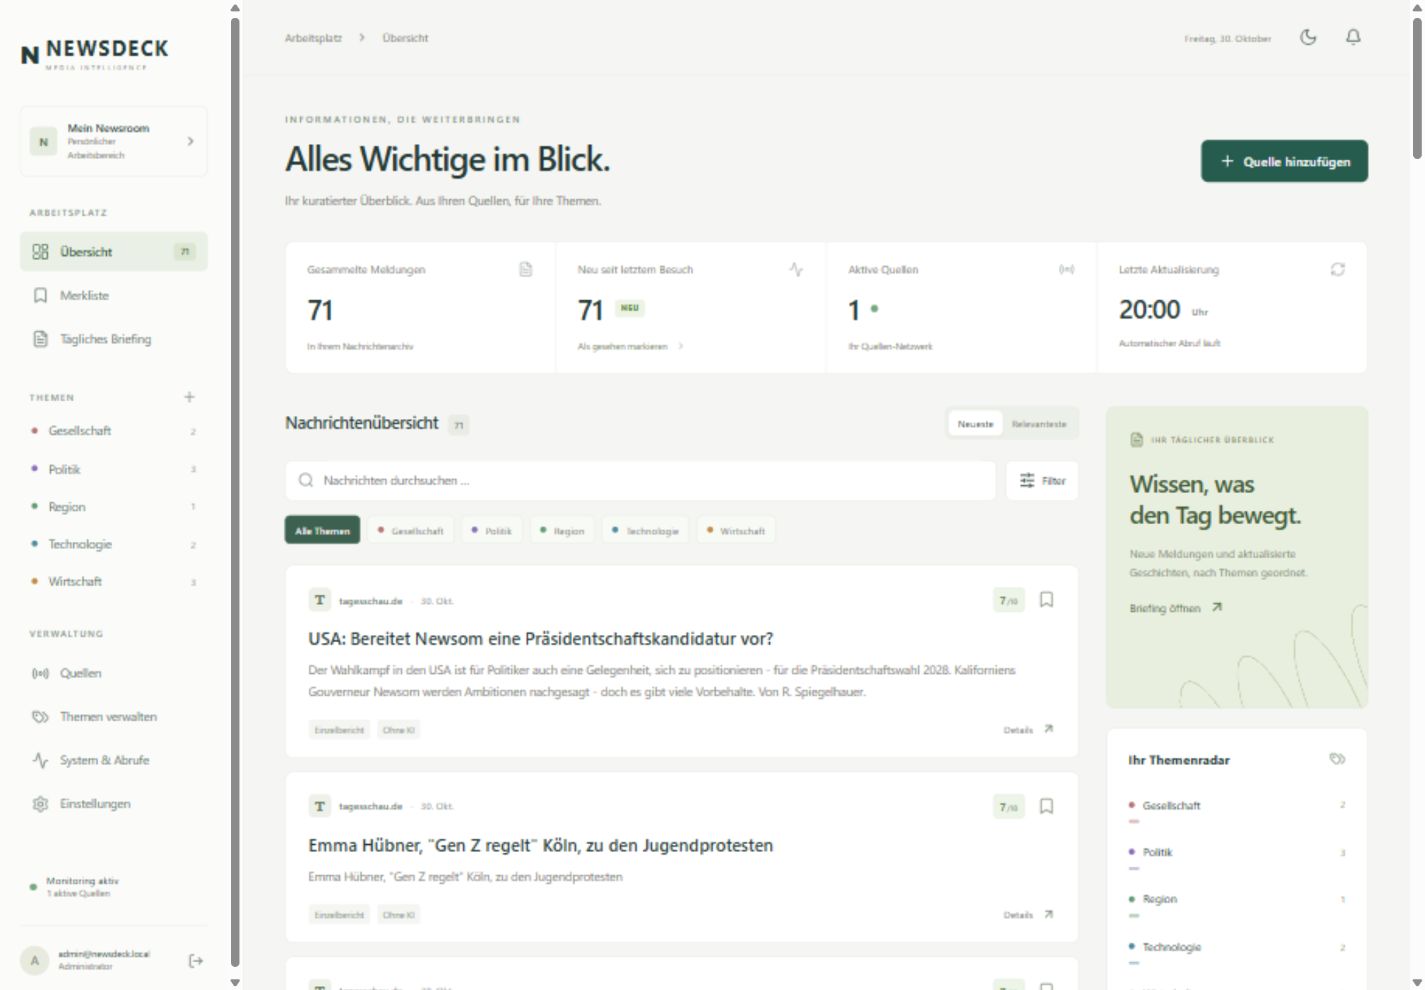 N NEWSDECK
MEDIA INTELLIGENCE
N
Mein Newsroom
Persönlicher
Arbeitsbereich
ARBEITSPLATZ
Übersicht 71
Merkliste
Tägliches Briefing
THEMEN
Gesellschaft 2
Politik 3
Region 1
Technologie 2
Wirtschaft 3
VERWALTUNG
Quellen
Themen verwalten
System & Abrufe
Einstellungen
Monitoring aktiv
1 aktive Quellen
A
admin@newsdeck.local
Administrator
Arbeitsplatz Übersicht
Freitag, 30. Oktober
INFORMATIONEN, DIE WEITERBRINGEN
Alles Wichtige im Blick.
Ihr kuratierter Überblick. Aus Ihren Quellen, für Ihre Themen.
Quelle hinzufügen
Gesammelte Meldungen
71
In Ihrem Nachrichtenarchiv
Neu seit letztem Besuch
71 NEU
Als gesehen markieren
Aktive Quellen
1
Ihr Quellen-Netzwerk
Letzte Aktualisierung
20:00 Uhr
Automatischer Abruf läuft
Nachrichtenübersicht 71
Neueste Relevanteste
Nachrichten durchsuchen ...
Filter
Alle Themen Gesellschaft Politik Region Technologie Wirtschaft
T tagesschau.de · 30. Okt.
7/10
USA: Bereitet Newsom eine Präsidentschaftskandidatur vor?
Der Wahlkampf in den USA ist für Politiker auch eine Gelegenheit, sich zu positionieren - für die Präsidentschaftswahl 2028. Kaliforniens
Gouverneur Newsom werden Ambitionen nachgesagt - doch es gibt viele Vorbehalte. Von R. Spiegelhauer.
Einzelbericht Ohne KI
Details
T tagesschau.de · 30. Okt.
7/10
Emma Hübner, "Gen Z regelt" Köln, zu den Jugendprotesten
Emma Hübner, "Gen Z regelt" Köln, zu den Jugendprotesten
Einzelbericht Ohne KI
Details
IHR TÄGLICHER ÜBERBLICK
Wissen, was
den Tag bewegt.
Neue Meldungen und aktualisierte
Geschichten, nach Themen geordnet.
Briefing öffnen
Ihr Themenradar
Gesellschaft 2
Politik 3
Region 1
Technologie 2